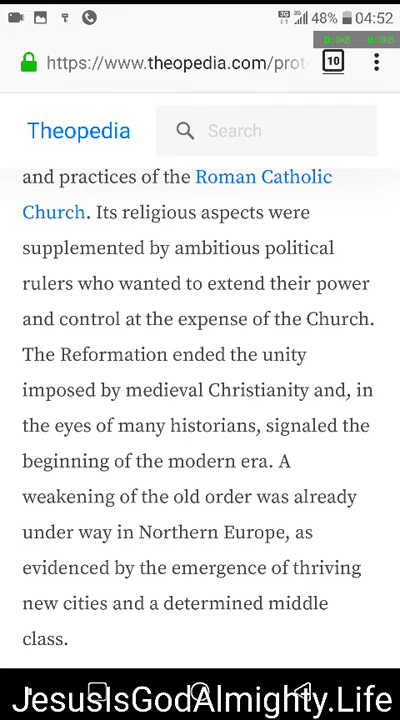 48% 04:52
https://www.theopedia.com/prot
10
Theopedia
Search
and practices of the Roman Catholic
Church. Its religious aspects were
supplemented by ambitious political
rulers who wanted to extend their power
and control at the expense of the Church.
The Reformation ended the unity
imposed by medieval Christianity and, in
the eyes of many historians, signaled the
beginning of the modern era. A
weakening of the old order was already
under way in Northern Europe, as
evidenced by the emergence of thriving
new cities and a determined middle
class.
JesusIsGodAlmighty.Life